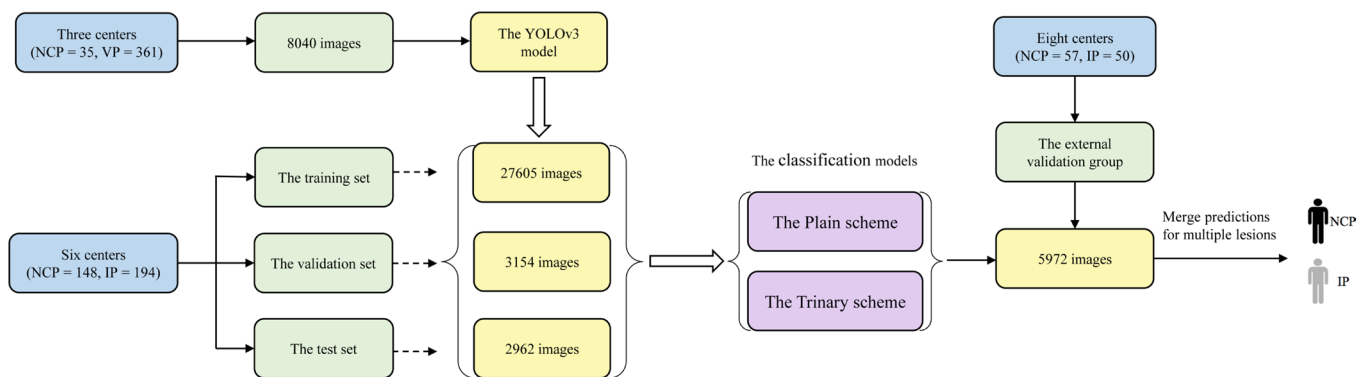 Three centers
(NCP = 35, VP = 361)
8040 images
The YOLOv3
model
Eight centers
(NCP = 57, IP = 50)
The external
validation group
The training set
27605 images
The classification models
The Plain scheme
Six centers
(NCP = 148, IP = 194)
The validation set
3154 images
The Trinary scheme
5972 images
Merge predictions
for multiple lesions
NCP
IP
The test set
2962 images